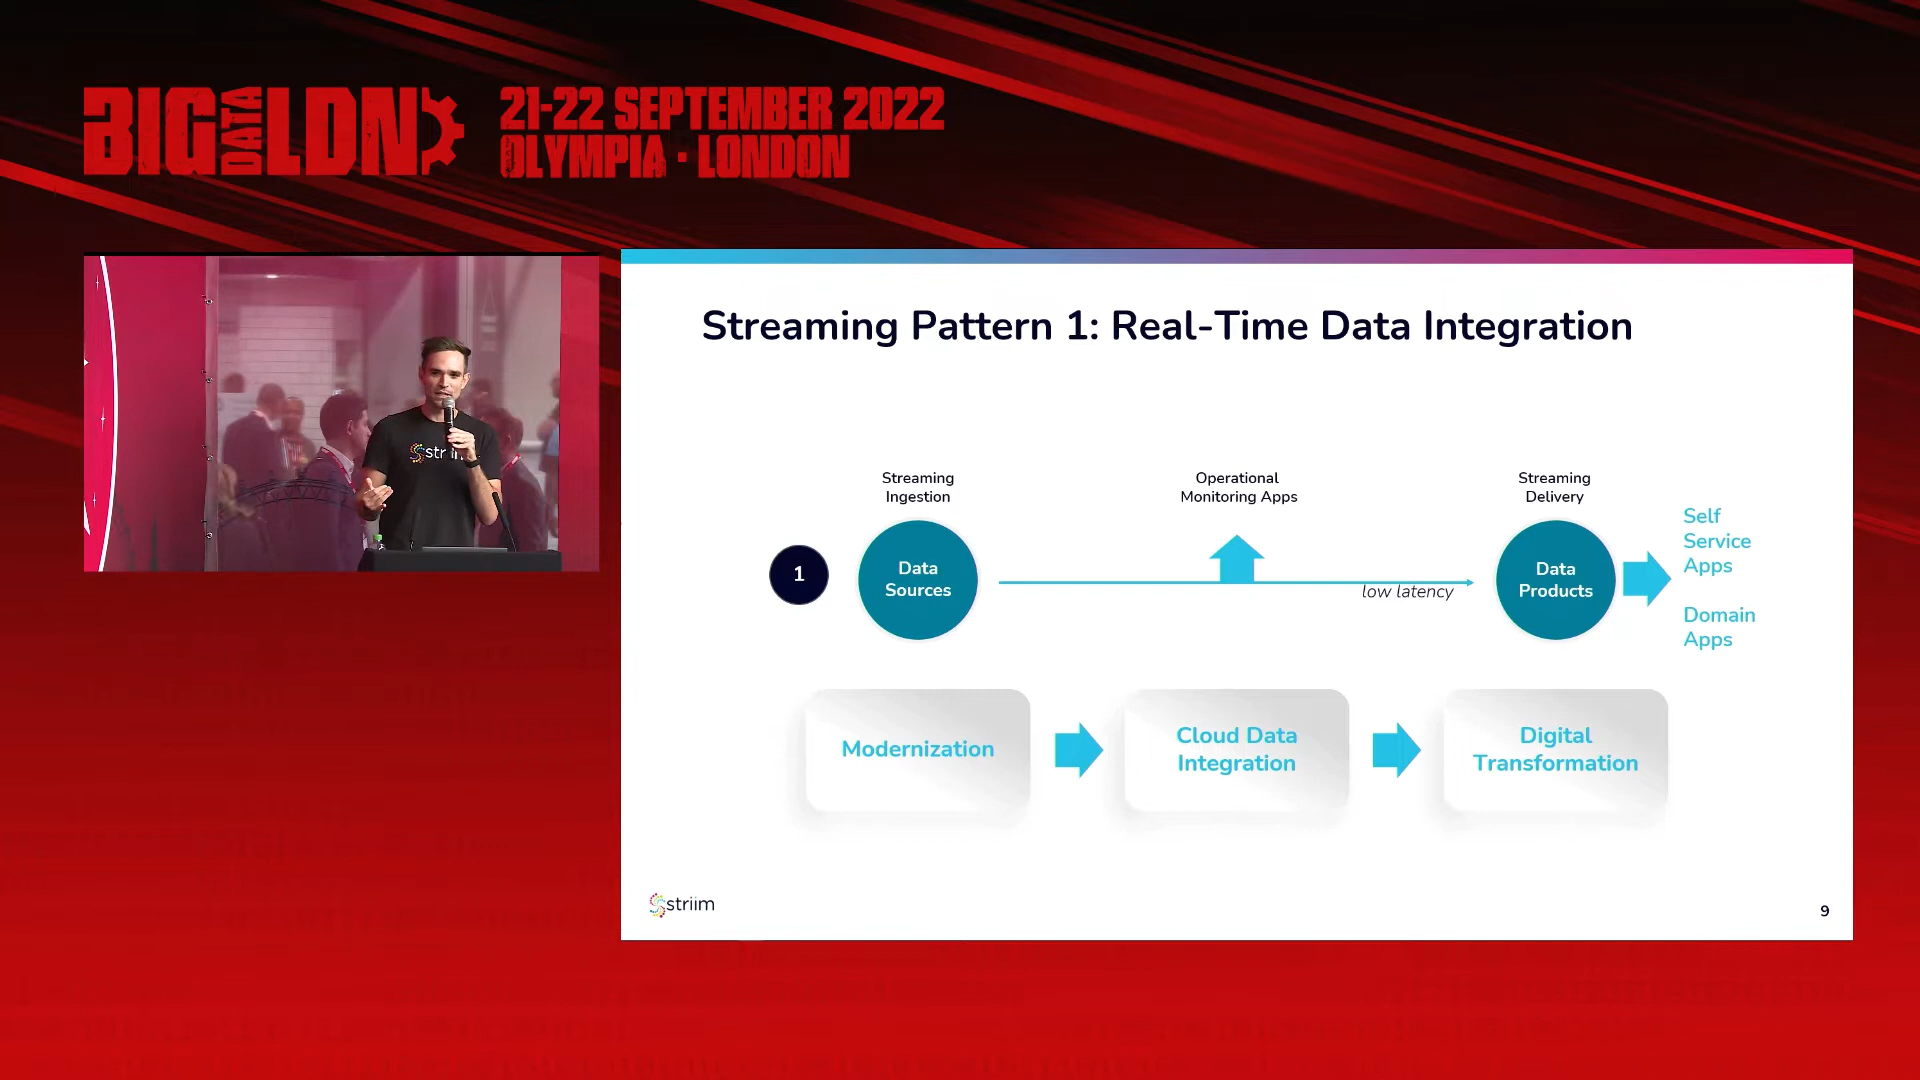 BIG DATA LDN
21-22 SEPTEMBER 2022
OLYMPIA · LONDON
striim
Streaming Pattern 1: Real-Time Data Integration
Streaming
Ingestion
Operational
Monitoring Apps
Streaming
Delivery
1
Data
Sources
low latency
Data
Products
Self
Service
Apps
Domain
Apps
Modernization
Cloud Data
Integration
Digital
Transformation
striim
9